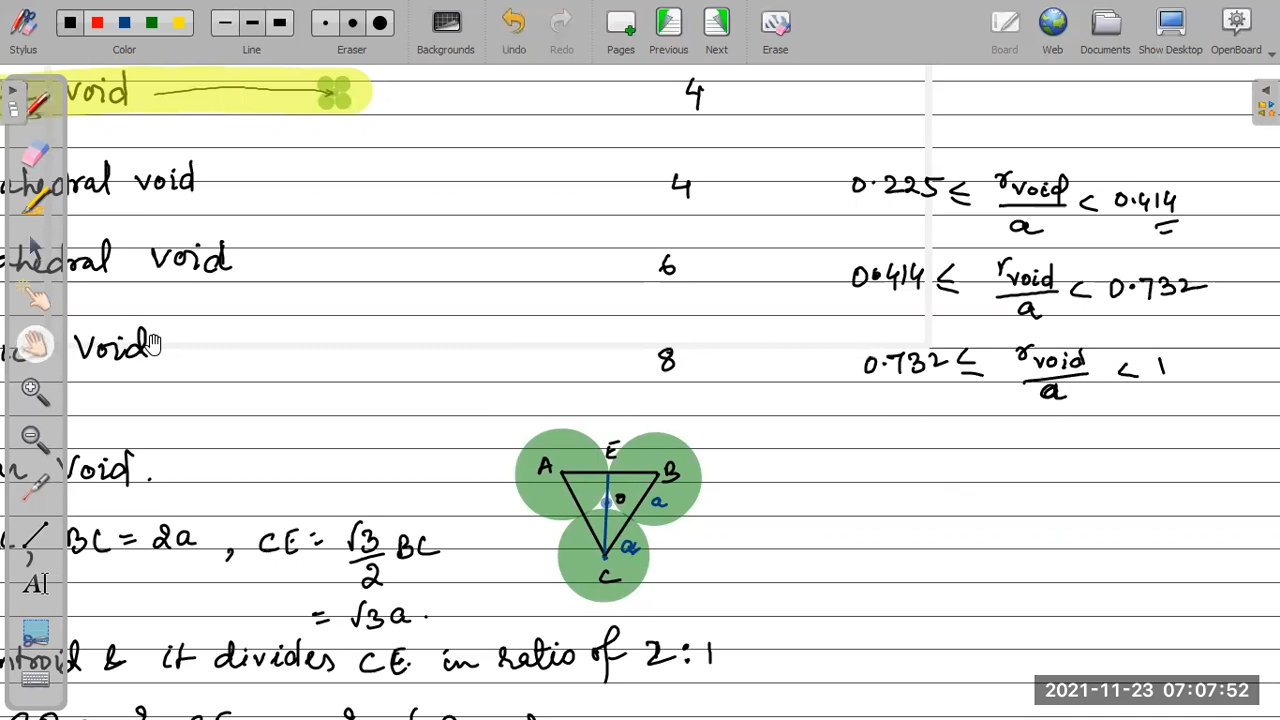 Stylus Color Line Eraser Backgrounds Undo Redo Pages Previous Next Erase Board Web Documents Show Desktop OpenBoard
void 4
ahedral void 4 0.225 ≤ r_void/a < 0.414
ahedral void 6 0.414 ≤ r_void/a < 0.732
Void 8 0.732 ≤ r_void/a < 1
Void.
A E B
O a
a
C
BC = 2a , CE = √3/2 BC
= √3a.
ntroid & it divides CE in ratio of 2:1
2021-11-23 07:07:52